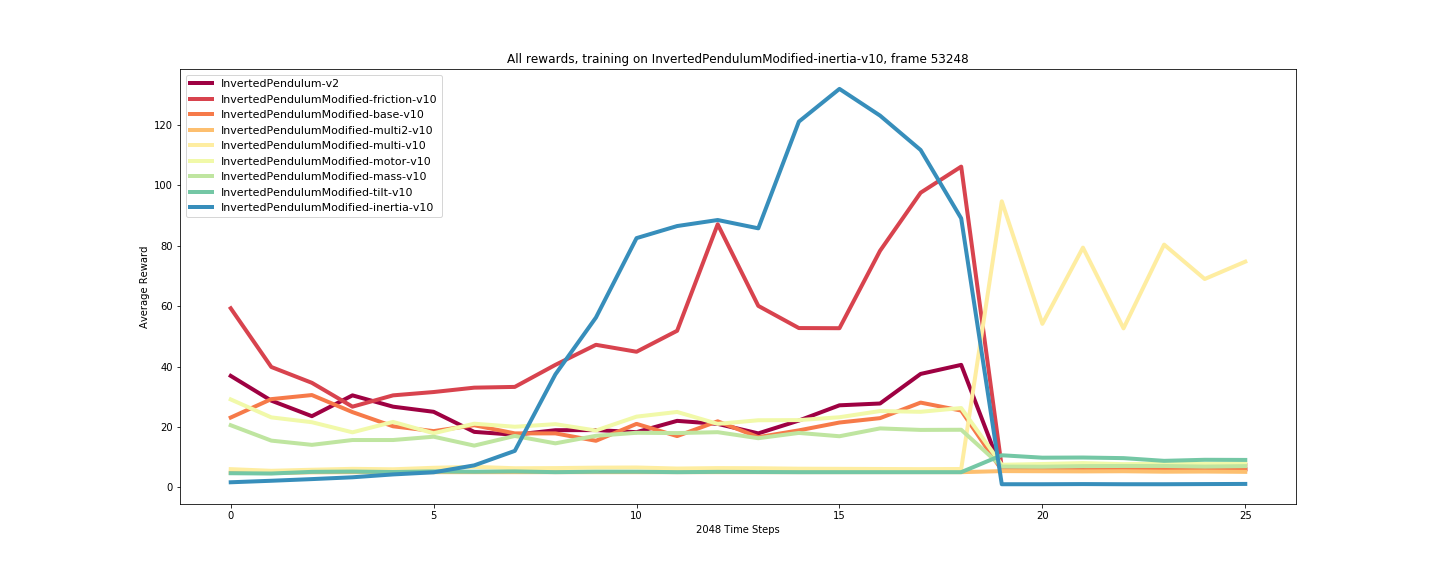 All rewards, training on InvertedPendulumModified-inertia-v10, frame 53248
InvertedPendulum-v2
InvertedPendulumModified-friction-v10
InvertedPendulumModified-base-v10
InvertedPendulumModified-multi2-v10
InvertedPendulumModified-multi-v10
InvertedPendulumModified-motor-v10
InvertedPendulumModified-mass-v10
InvertedPendulumModified-tilt-v10
InvertedPendulumModified-inertia-v10
120
100
80
60
40
20
0
Average Reward
0 5 10 15 20 25
2048 Time Steps